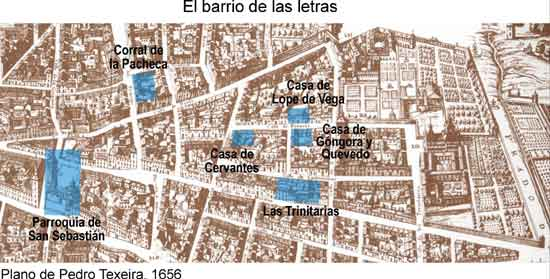 El barrio de las letras
Corral de
la Pacheca
Casa de
Lope de Vega
Casa de
Góngora y
Quevedo
Casa de
Cervantes
Las Trinitarias
Parroquia de
San Sebastián
Plano de Pedro Texeira, 1656